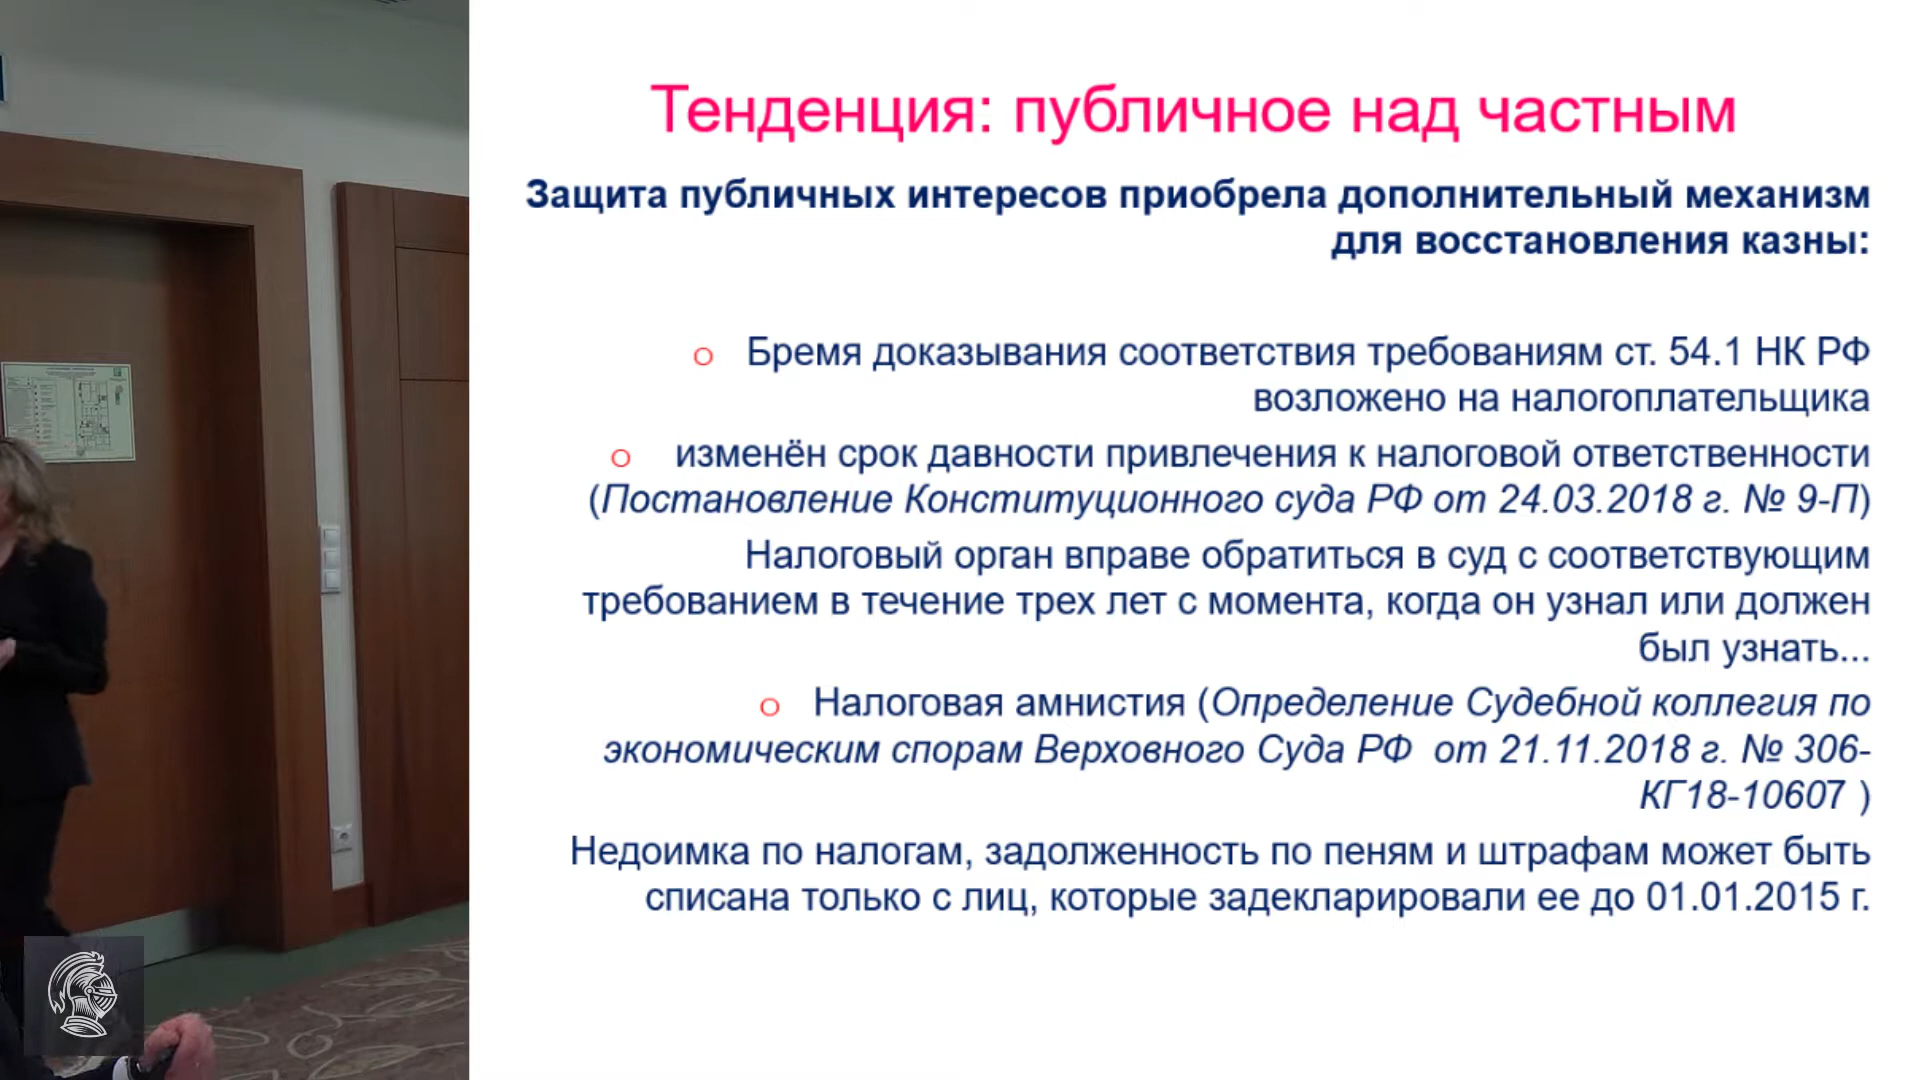 Тенденция: публичное над частным
Защита публичных интересов приобрела дополнительный механизм
для восстановления казны:
o Бремя доказывания соответствия требованиям ст. 54.1 НК РФ
возложено на налогоплательщика
o изменён срок давности привлечения к налоговой ответственности
(Постановление Конституционного суда РФ от 24.03.2018 г. № 9-П)
Налоговый орган вправе обратиться в суд с соответствующим
требованием в течение трех лет с момента, когда он узнал или должен
был узнать...
o Налоговая амнистия (Определение Судебной коллегия по
экономическим спорам Верховного Суда РФ от 21.11.2018 г. № 306-
КГ18-10607 )
Недоимка по налогам, задолженность по пеням и штрафам может быть
списана только с лиц, которые задекларировали ее до 01.01.2015 г.